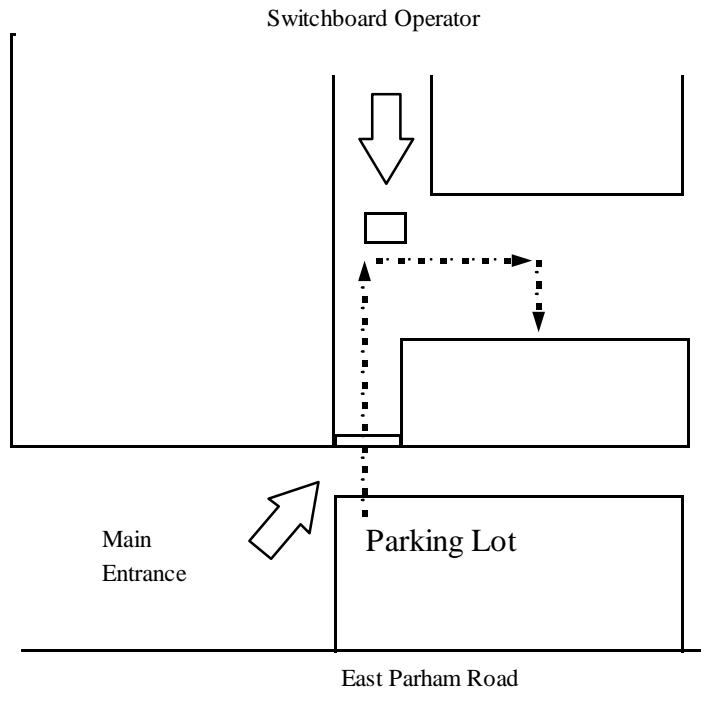 Switchboard Operator
Main
Entrance
Parking Lot
East Parham Road